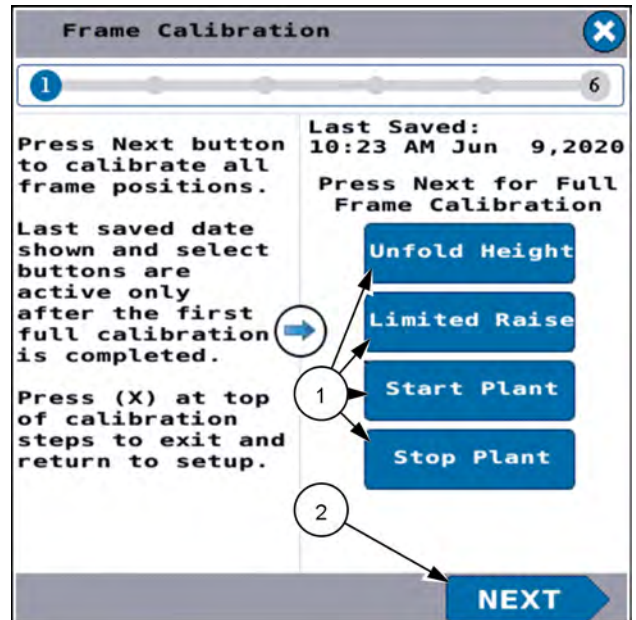 Frame Calibration
1
6
Press Next button
to calibrate all
frame positions.
Last saved date
shown and select
buttons are
active only
after the first
full calibration
is completed.
Press (X) at top
of calibration
steps to exit and
return to setup.
Last Saved:
10:23 AM Jun 9,2020
Press Next for Full
Frame Calibration
Unfold Height
Limited Raise
Start Plant
Stop Plant
1
2
NEXT